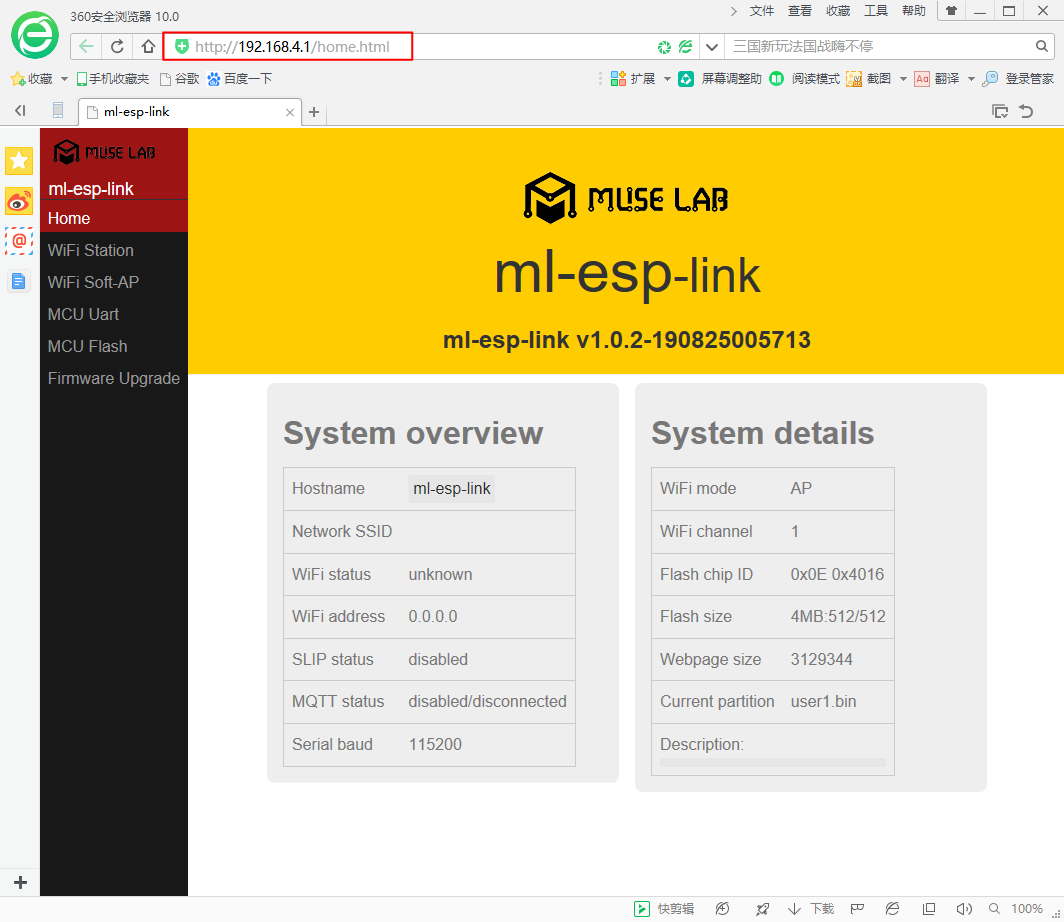 360安全浏览器 10.0
文件 查看 收藏 工具 帮助
http://192.168.4.1/home.html
三国新玩法国战嗨不停
收藏 手机收藏夹 谷歌 百度一下
扩展 屏幕调整助 阅读模式 截图 Aa 翻译 登录管家
ml-esp-link
MUSE LAB
ml-esp-link
Home
WiFi Station
WiFi Soft-AP
MCU Uart
MCU Flash
Firmware Upgrade
MUSE LAB
ml-esp-link
ml-esp-link v1.0.2-190825005713
System overview
Hostname ml-esp-link
Network SSID
WiFi status unknown
WiFi address 0.0.0.0
SLIP status disabled
MQTT status disabled/disconnected
Serial baud 115200
System details
WiFi mode AP
WiFi channel 1
Flash chip ID 0x0E 0x4016
Flash size 4MB:512/512
Webpage size 3129344
Current partition user1.bin
Description:
快剪辑 下载 100%